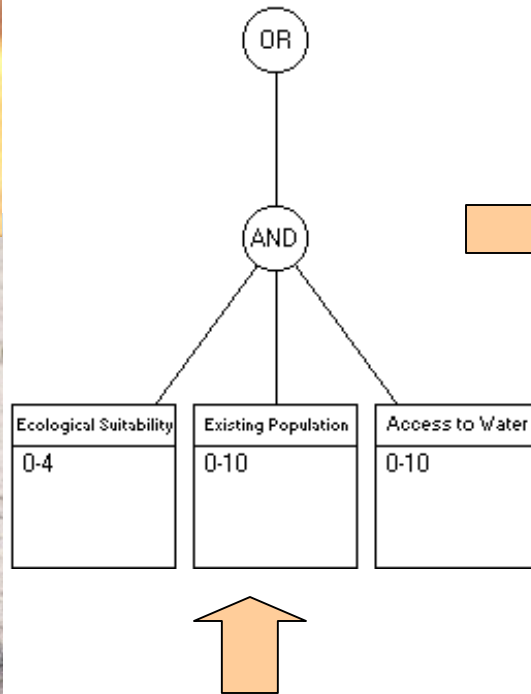 OR
AND
Ecological Suitability
0-4
Existing Population
0-10
Access to Water
0-10